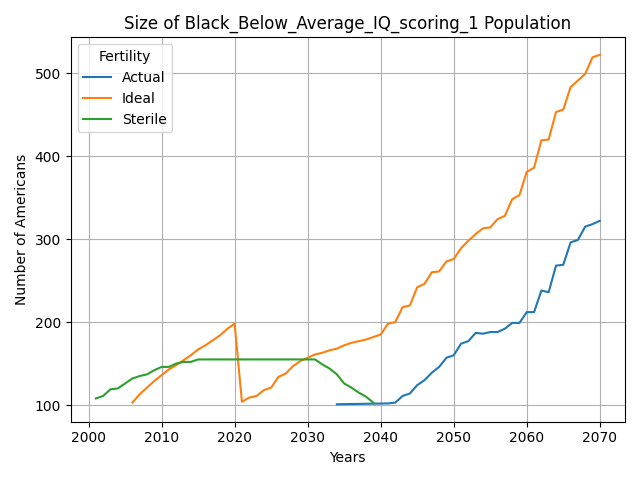 Size of Black_Below_Average_IQ_scoring_1 Population
Fertility
Actual
Ideal
Sterile
Number of Americans
500
400
300
200
100
2000 2010 2020 2030 2040 2050 2060 2070
Years